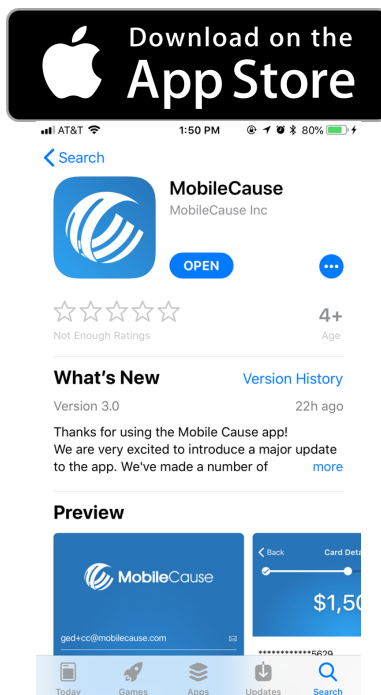 Download on the
App Store
AT&T 1:50 PM 80%
Search
MobileCause
MobileCause Inc
OPEN
Not Enough Ratings
4+
Age
What's New Version History
Version 3.0 22h ago
Thanks for using the Mobile Cause app!
We are very excited to introduce a major update
to the app. We've made a number of more
Preview
MobileCause
ged+cc@mobilecause.com
Back Card Deta
$1,50
************5629
Today Games Apps Updates Search